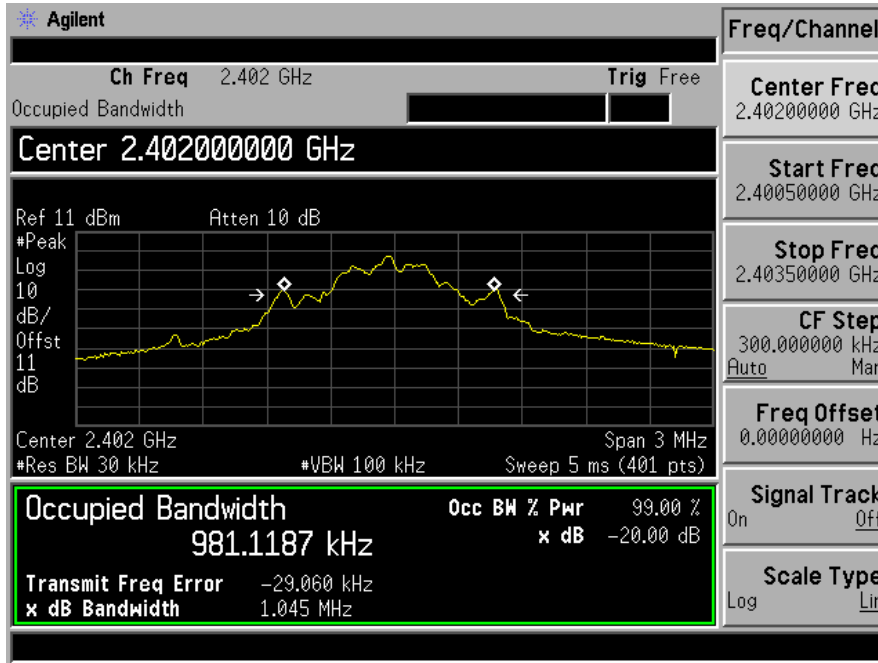 Agilent
Freq/Channel
Ch Freq 2.402 GHz Trig Free
Occupied Bandwidth
Center 2.402000000 GHz
Ref 11 dBm Atten 10 dB
#Peak
Log
10
dB/
Offst
11
dB
Center 2.402 GHz Span 3 MHz
#Res BW 30 kHz #VBW 100 kHz Sweep 5 ms (401 pts)
Occupied Bandwidth
981.1187 kHz
Occ BW % Pwr 99.00 %
x dB -20.00 dB
Transmit Freq Error -29.060 kHz
x dB Bandwidth 1.045 MHz
Center Freq
2.40200000 GHz
Start Freq
2.40050000 GHz
Stop Freq
2.40350000 GHz
CF Step
300.000000 kHz
Auto Man
Freq Offset
0.00000000 Hz
Signal Track
On Off
Scale Type
Log Lin